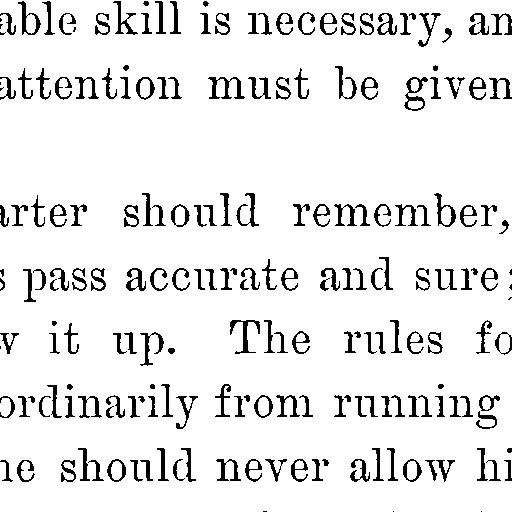 able skill is necessary, an
attention must be given
arter should remember,
s pass accurate and sure;
w it up. The rules fo
ordinarily from running
he should never allow hi